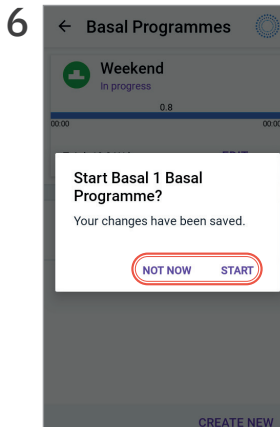 6
Basal Programmes
Weekend
In progress
0.8
00:00 00:00
Start Basal 1 Basal
Programme?
Your changes have been saved.
NOT NOW START
CREATE NEW